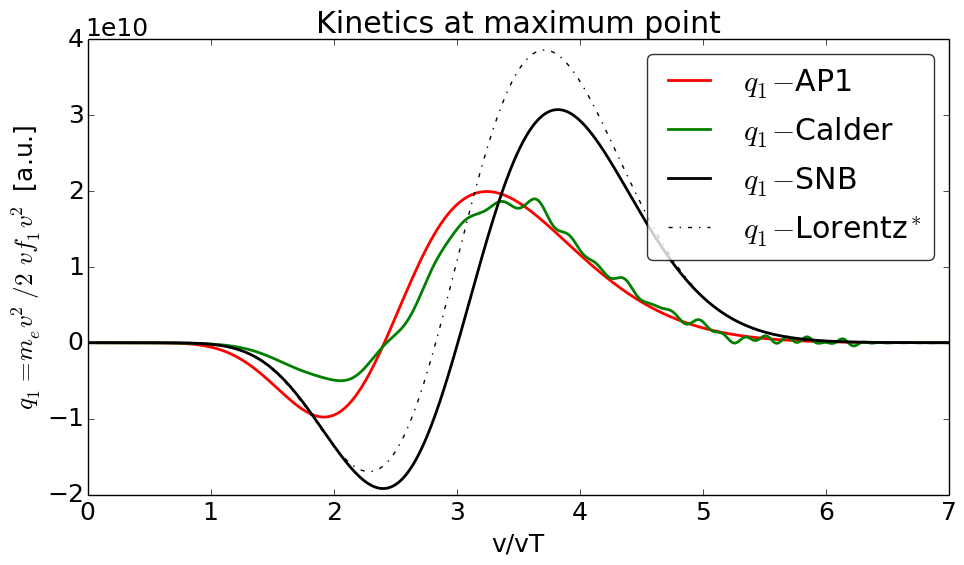 Kinetics at maximum point
1e10
4
3
2
1
0
−1
−2
q₁ = mₑv² / 2 vf₁v² [a.u.]
q₁ −AP1
q₁ −Calder
q₁ −SNB
q₁ −Lorentz*
0 1 2 3 4 5 6 7
v/vT